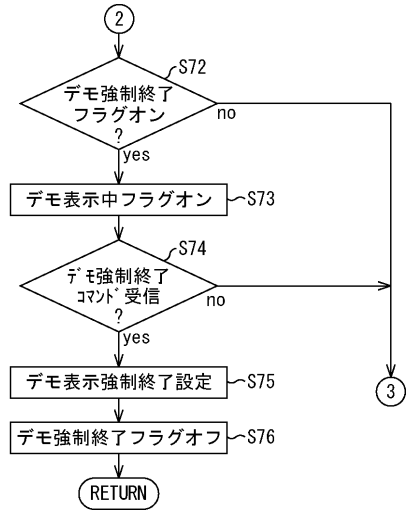 2
S72
デモ強制終了
フラグオン
?
no
yes
デモ表示中フラグオン
S73
S74
ﾃﾞﾓ強制終了
ｺﾏﾝﾄﾞ受信
?
no
yes
デモ表示強制終了設定
S75
3
デモ強制終了フラグオフ
S76
RETURN